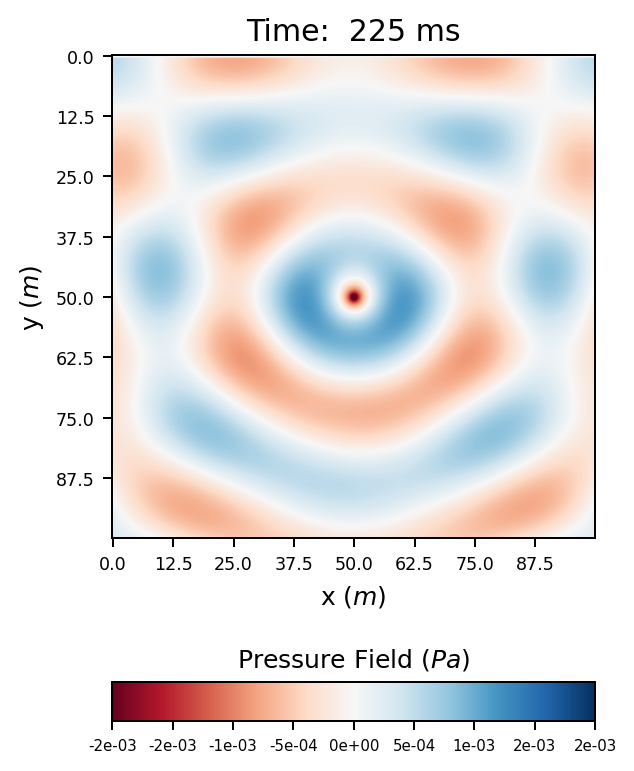 Time:  225 ms
0.0
12.5
25.0
37.5
50.0
62.5
75.0
87.5
y (m)
0.0 12.5 25.0 37.5 50.0 62.5 75.0 87.5
x (m)
Pressure Field (Pa)
-2e-03 -2e-03 -1e-03 -5e-04 0e+00 5e-04 1e-03 2e-03 2e-03